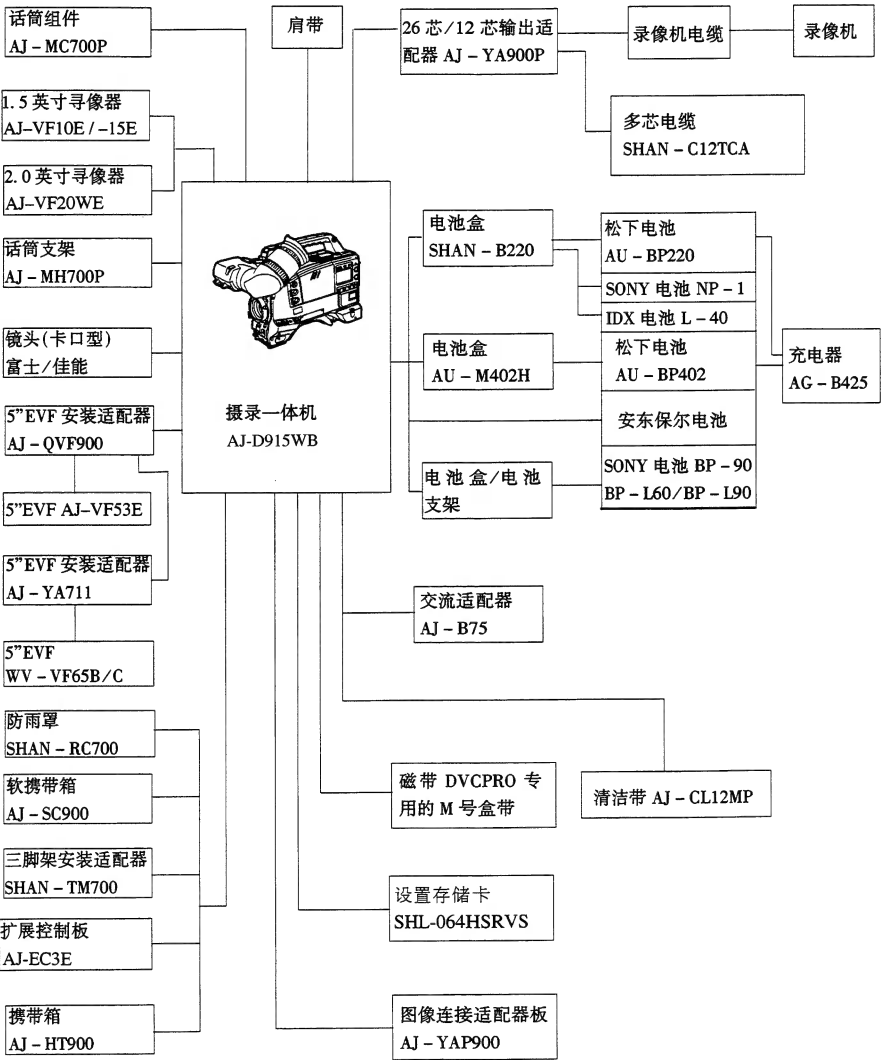 话筒组件
AJ－MC700P
肩带
26芯/12芯输出适
配器 AJ－YA900P
录像机电缆
录像机
1.5英寸寻像器
AJ–VF10E / –15E
多芯电缆
SHAN－C12TCA
2.0英寸寻像器
AJ–VF20WE
话筒支架
AJ－MH700P
镜头(卡口型)
富士/佳能
5”EVF 安装适配器
AJ－QVF900
5”EVF AJ–VF53E
5”EVF 安装适配器
AJ－YA711
5”EVF
WV－VF65B/C
摄录一体机
AJ-D915WB
电池盒
SHAN－B220
电池盒
AU－M402H
电池盒/电池
支架
松下电池
AU－BP220
SONY 电池 NP－1
IDX 电池 L－40
松下电池
AU－BP402
安东保尔电池
SONY 电池 BP－90
BP－L60/BP－L90
充电器
AG－B425
交流适配器
AJ－B75
防雨罩
SHAN－RC700
软携带箱
AJ－SC900
三脚架安装适配器
SHAN－TM700
扩展控制板
AJ-EC3E
携带箱
AJ－HT900
磁带 DVCPRO 专
用的 M 号盒带
清洁带 AJ－CL12MP
设置存储卡
SHL-064HSRVS
图像连接适配器板
AJ－YAP900